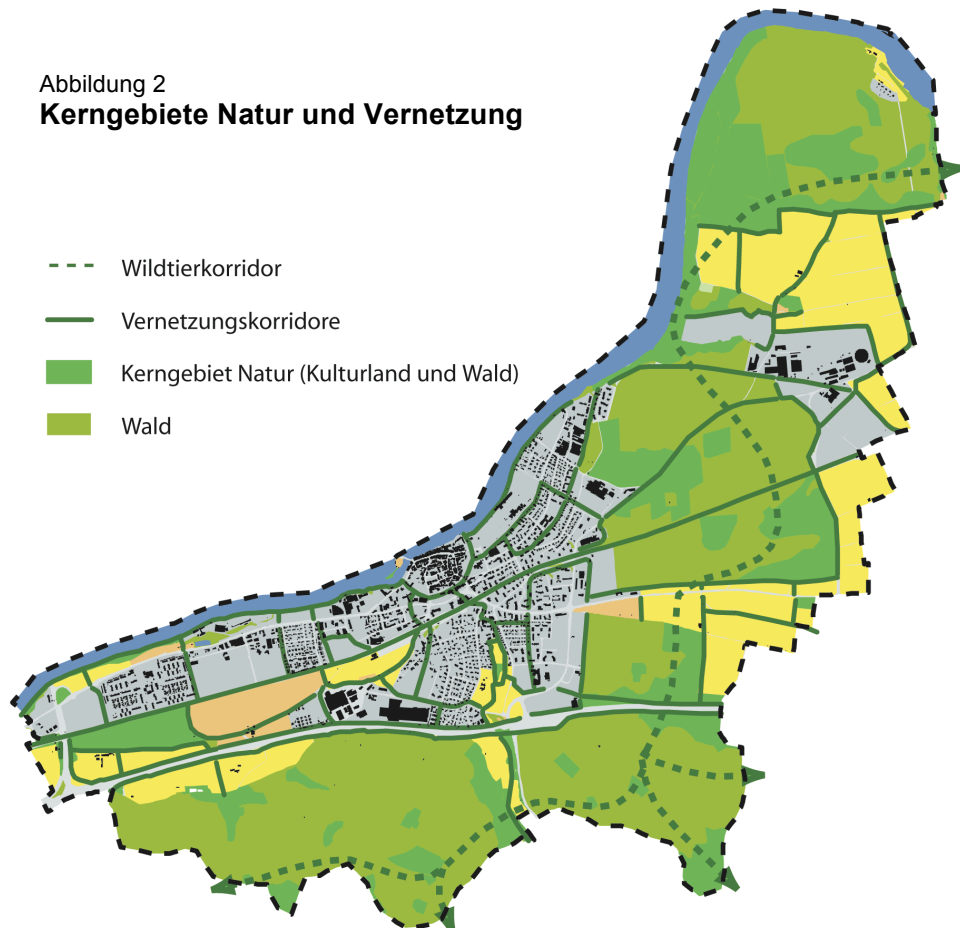 Abbildung 2
Kerngebiete Natur und Vernetzung
Wildtierkorridor
Vernetzungskorridore
Kerngebiet Natur (Kulturland und Wald)
Wald